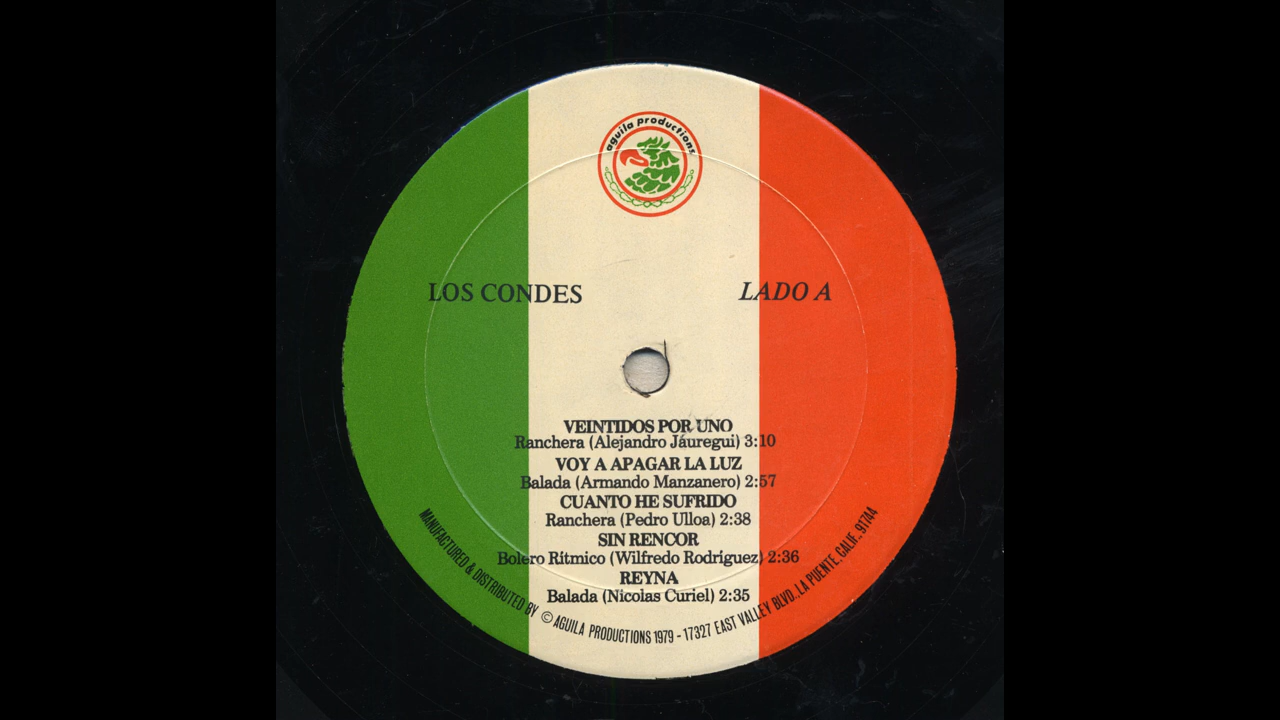 aguila productions
LOS CONDES
LADO A
VEINTIDOS POR UNO
Ranchera (Alejandro Jáuregui) 3:10
VOY A APAGAR LA LUZ
Balada (Armando Manzanero) 2:57
CUANTO HE SUFRIDO
Ranchera (Pedro Ulloa) 2:38
SIN RENCOR
Bolero Ritmico (Wilfredo Rodriguez) 2:36
REYNA
Balada (Nicolas Curiel) 2:35
MANUFACTURED & DISTRIBUTED BY © AGUILA PRODUCTIONS 1979 - 17327 EAST VALLEY BLVD., LA PUENTE, CALIF. 91744